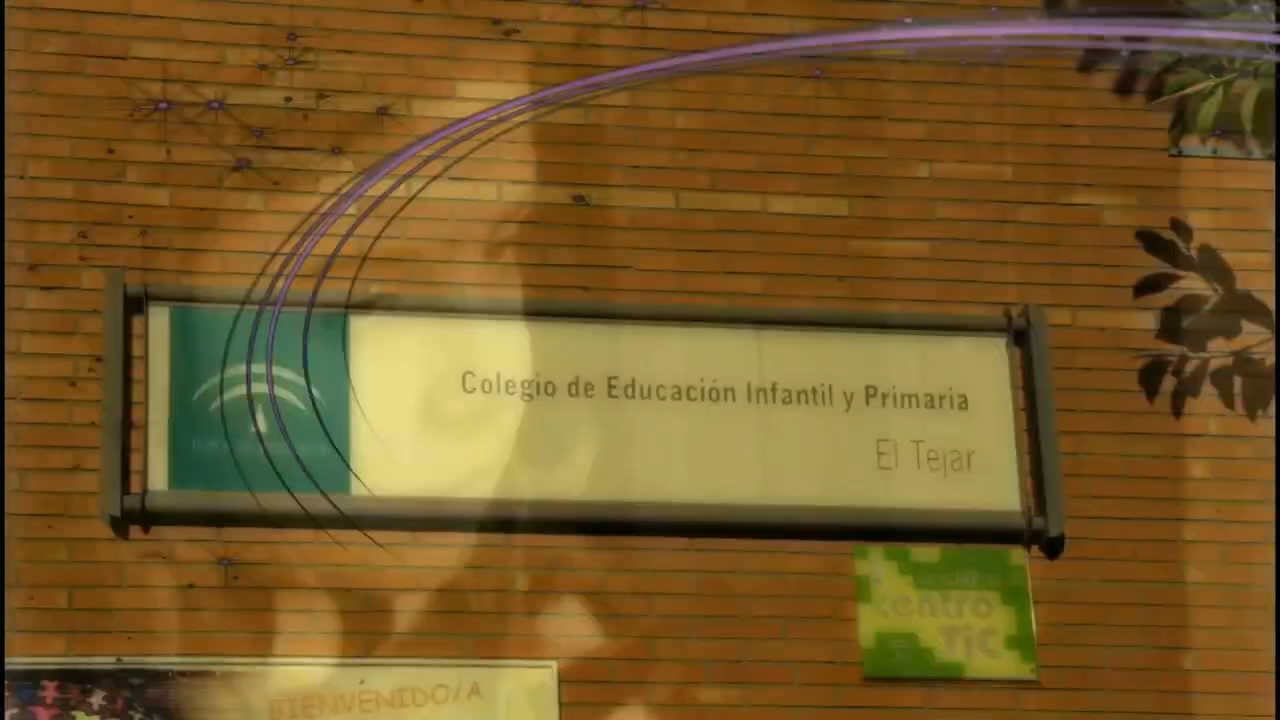 Colegio de Educación Infantil y Primaria
El Tejar
centro
TIC
BIENVENIDO/A